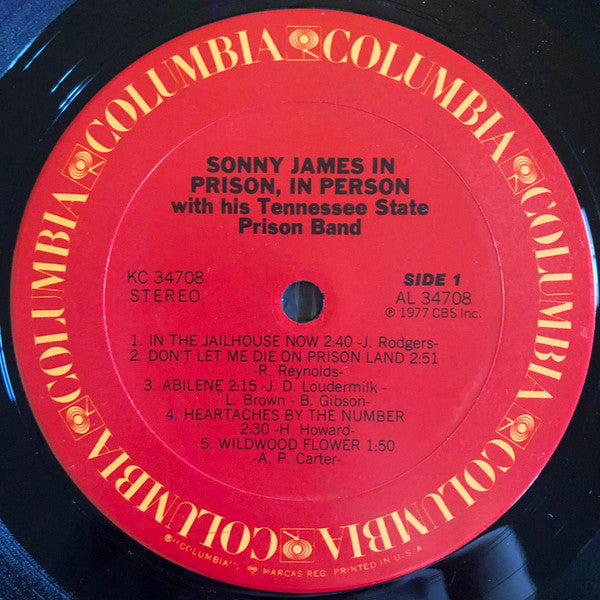 COLUMBIA COLUMBIA COLUMBIA COLUMBIA COLUMBIA COLUMBIA COLUMBIA
SONNY JAMES IN
PRISON, IN PERSON
with his Tennessee State
Prison Band
KC 34708
STEREO
SIDE 1
AL 34708
℗ 1977 CBS Inc.
1. IN THE JAILHOUSE NOW 2:40 -J. Rodgers-
2. DON'T LET ME DIE ON PRISON LAND 2:51
-R. Reynolds-
3. ABILENE 2:15 -J. D. Loudermilk -
L. Brown - B. Gibson-
4. HEARTACHES BY THE NUMBER
2:30 -H. Howard-
5. WILDWOOD FLOWER 1:50
-A. P. Carter-
"COLUMBIA", MARCAS REG. PRINTED IN U.S.A.